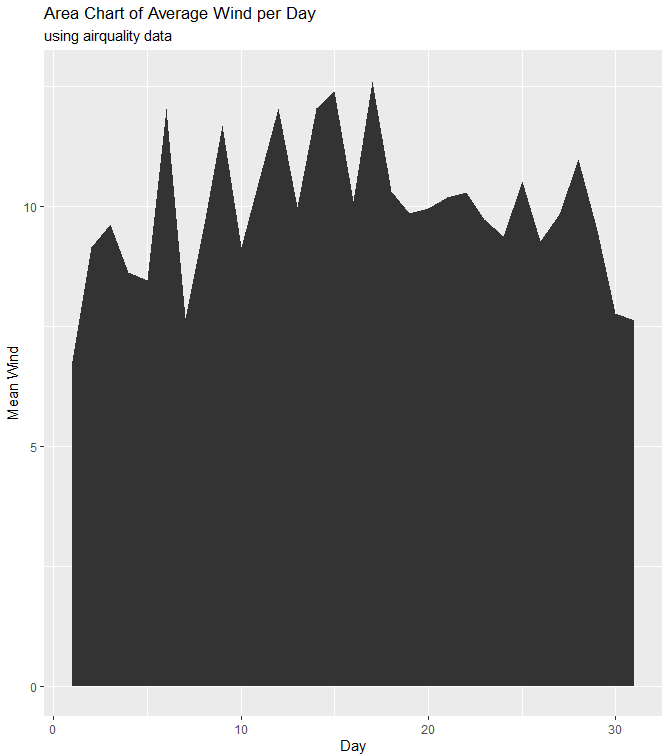 Area Chart of Average Wind per Day
using airquality data
10
5
0
Mean Wind
0 10 20 30
Day